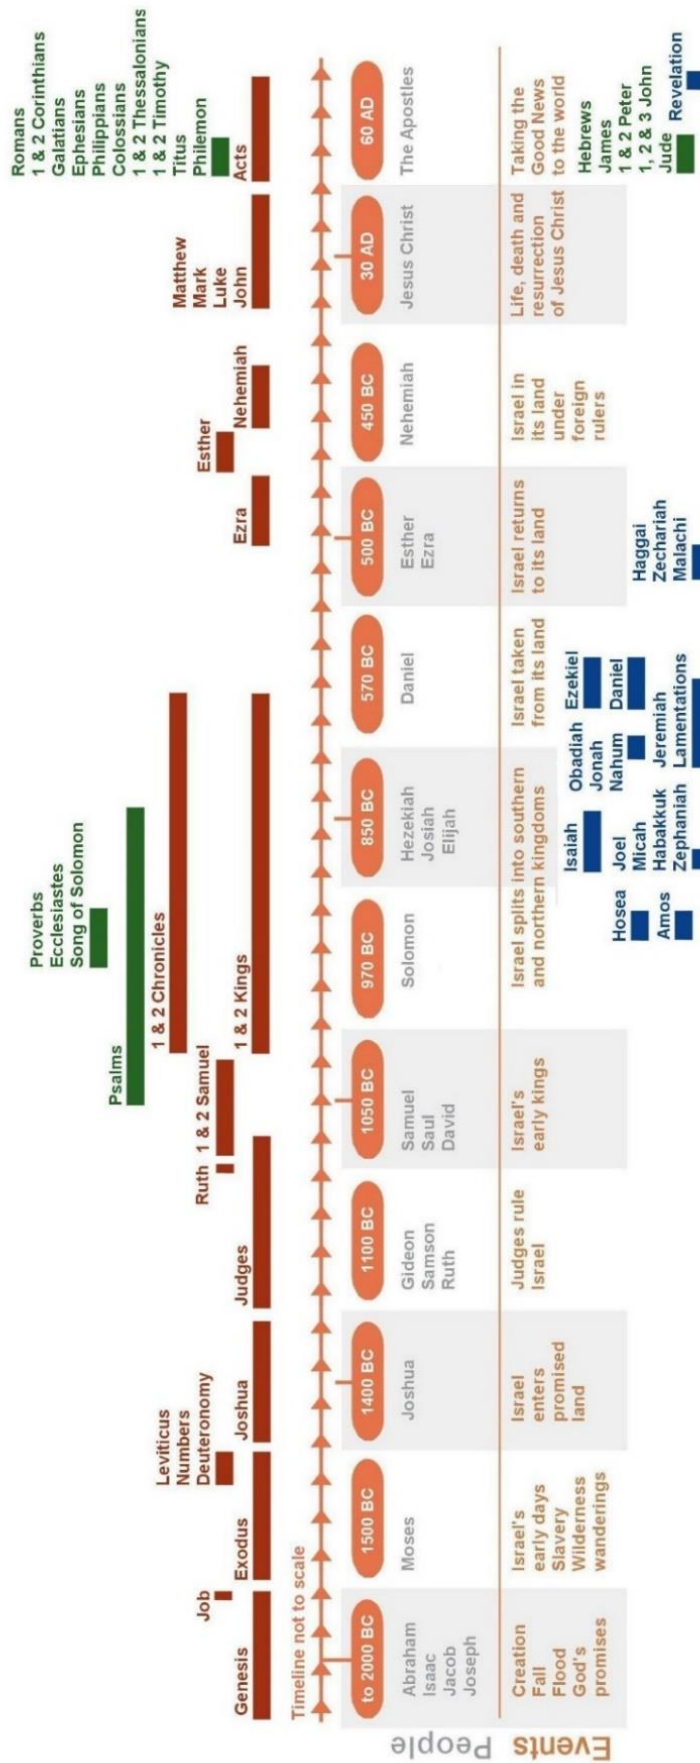 Romans
1 & 2 Corinthians
Galatians
Ephesians
Philippians
Colossians
1 & 2 Thessalonians
1 & 2 Timothy
Titus
Philemon
Proverbs
Ecclesiastes
Song of Solomon
Psalms
1 & 2 Chronicles
Leviticus
Numbers
Deuteronomy
Matthew
Mark
Luke
John
Job
Ruth
1 & 2 Samuel
Esther
Genesis
Exodus
Joshua
Judges
1 & 2 Kings
Ezra
Nehemiah
Acts
Timeline not to scale
to 2000 BC
1500 BC
1400 BC
1100 BC
1050 BC
970 BC
850 BC
570 BC
500 BC
450 BC
30 AD
60 AD
People
Abraham
Isaac
Jacob
Joseph
Moses
Joshua
Gideon
Samson
Ruth
Samuel
Saul
David
Solomon
Hezekiah
Josiah
Elijah
Daniel
Esther
Ezra
Nehemiah
Jesus Christ
The Apostles
Events
Creation
Fall
Flood
God's
promises
Israel's
early days
Slavery
Wilderness
wanderings
Israel
enters
promised
land
Judges rule
Israel
Israel's
early kings
Israel splits into southern
and northern kingdoms
Israel taken
from its land
Israel returns
to its land
Israel in
its land
under
foreign
rulers
Life, death and
resurrection
of Jesus Christ
Taking the
Good News
to the world
Hosea
Amos
Isaiah
Joel
Micah
Habakkuk
Zephaniah
Obadiah
Jonah
Nahum
Ezekiel
Daniel
Jeremiah
Lamentations
Haggai
Zechariah
Malachi
Hebrews
James
1 & 2 Peter
1, 2 & 3 John
Jude
Revelation